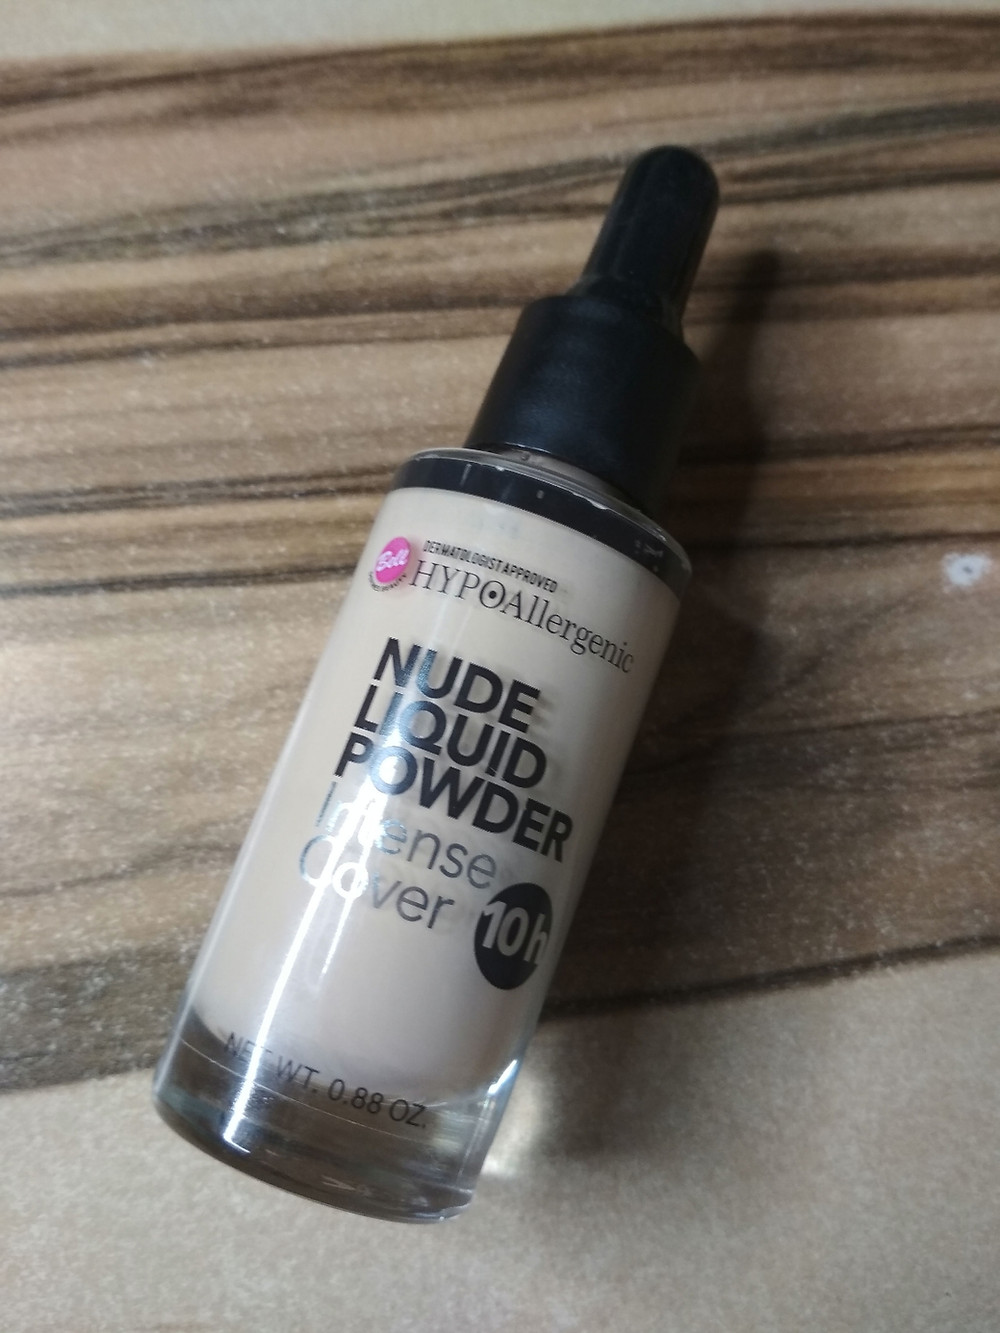 Bell
DERMATOLOGIST APPROVED
HYPOAllergenic
NUDE
LIQUID
POWDER
Intense
Cover
10h
NET WT. 0.88 OZ.